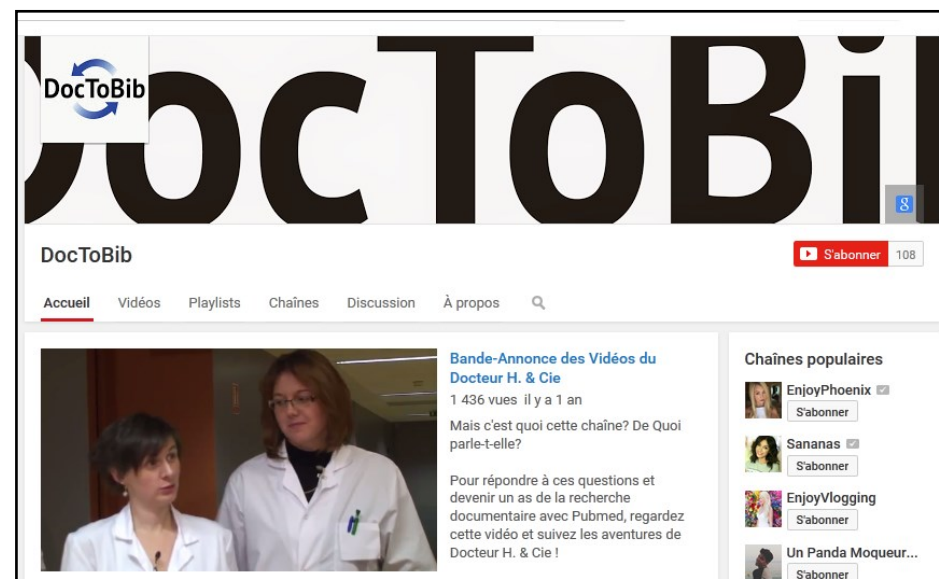 DocToBib
DocToBib
DocToBib
S'abonner 108
Accueil Vidéos Playlists Chaînes Discussion À propos
Bande-Annonce des Vidéos du
Docteur H. & Cie
1 436 vues il y a 1 an
Mais c'est quoi cette chaîne? De Quoi
parle-t-elle?
Pour répondre à ces questions et
devenir un as de la recherche
documentaire avec Pubmed, regardez
cette vidéo et suivez les aventures de
Docteur H. & Cie !
Chaînes populaires
EnjoyPhoenix
S'abonner
Sananas
S'abonner
EnjoyVlogging
S'abonner
Un Panda Moqueur...
S'abonner